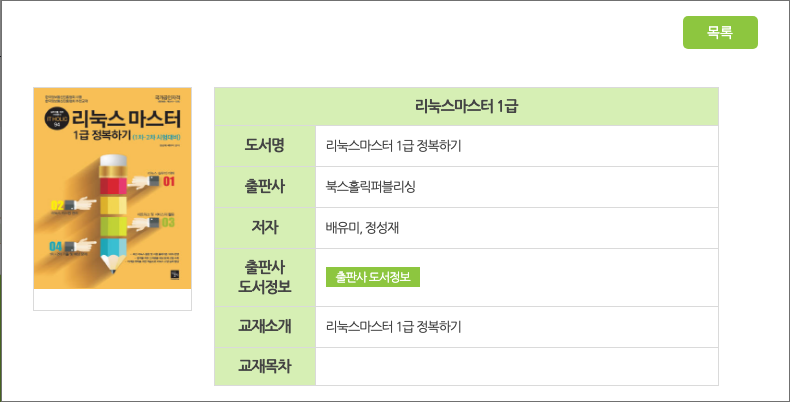 목록
IT HOLIC
94
리눅스 마스터
1급 정복하기 (1차·2차 시험대비)
01
02
03
04
리눅스마스터 1급
도서명
리눅스마스터 1급 정복하기
출판사
북스홀릭퍼블리싱
저자
배유미, 정성재
출판사
도서정보
출판사 도서정보
교재소개
리눅스마스터 1급 정복하기
교재목차